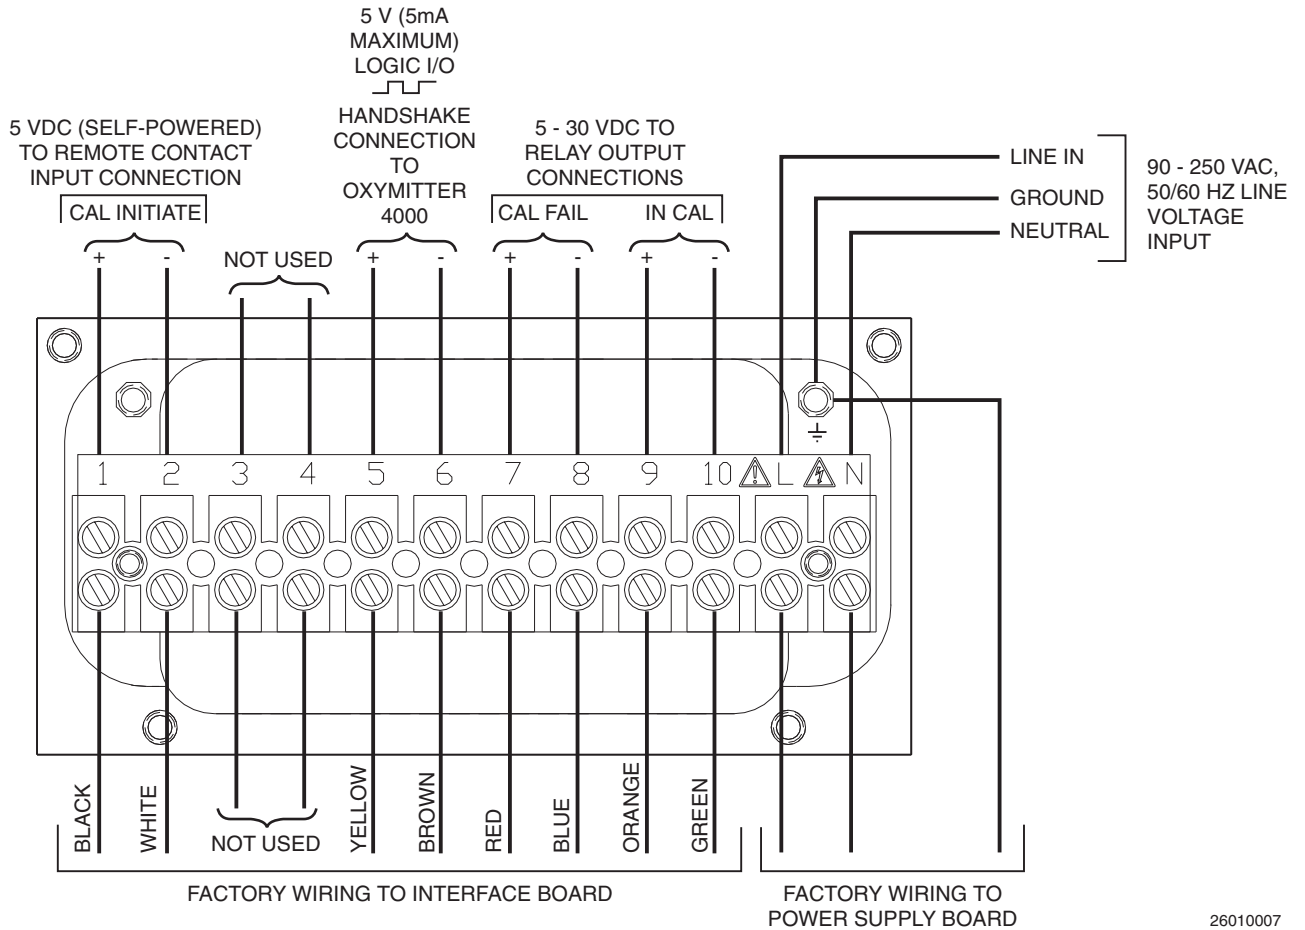 5 V (5mA
MAXIMUM)
LOGIC I/O
HANDSHAKE
CONNECTION
TO
OXYMITTER
4000
5 VDC (SELF-POWERED)
TO REMOTE CONTACT
INPUT CONNECTION
CAL INITIATE
+ -
NOT USED
+ -
5 - 30 VDC TO
RELAY OUTPUT
CONNECTIONS
CAL FAIL IN CAL
+ - + -
LINE IN
GROUND
NEUTRAL
90 - 250 VAC,
50/60 HZ LINE
VOLTAGE
INPUT
1 2 3 4 5 6 7 8 9 10 ! L N
BLACK
WHITE
NOT USED
YELLOW
BROWN
RED
BLUE
ORANGE
GREEN
FACTORY WIRING TO INTERFACE BOARD
FACTORY WIRING TO
POWER SUPPLY BOARD
26010007